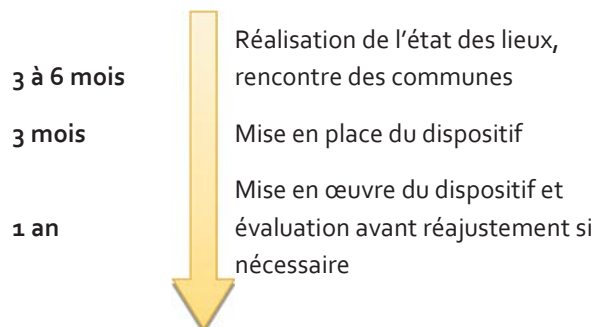 Réalisation de l’état des lieux,
3 à 6 mois rencontre des communes
3 mois Mise en place du dispositif
Mise en œuvre du dispositif et
1 an évaluation avant réajustement si
nécessaire